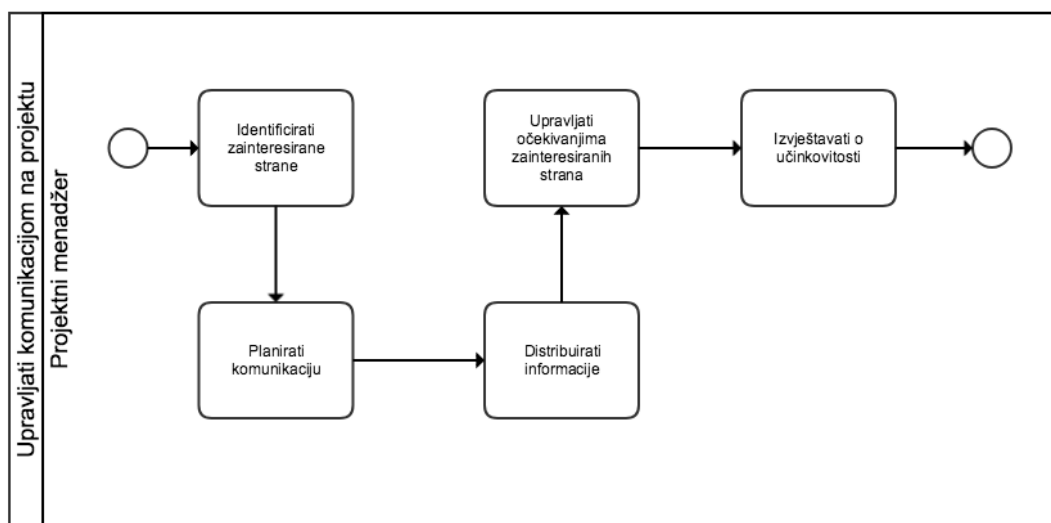 Upravljati komunikacijom na projektu
Projektni menadžer
Identificirati
zainteresirane
strane
Planirati
komunikaciju
Distribuirati
informacije
Upravljati
očekivanjima
zainteresiranih
strana
Izvještavati o
učinkovitosti